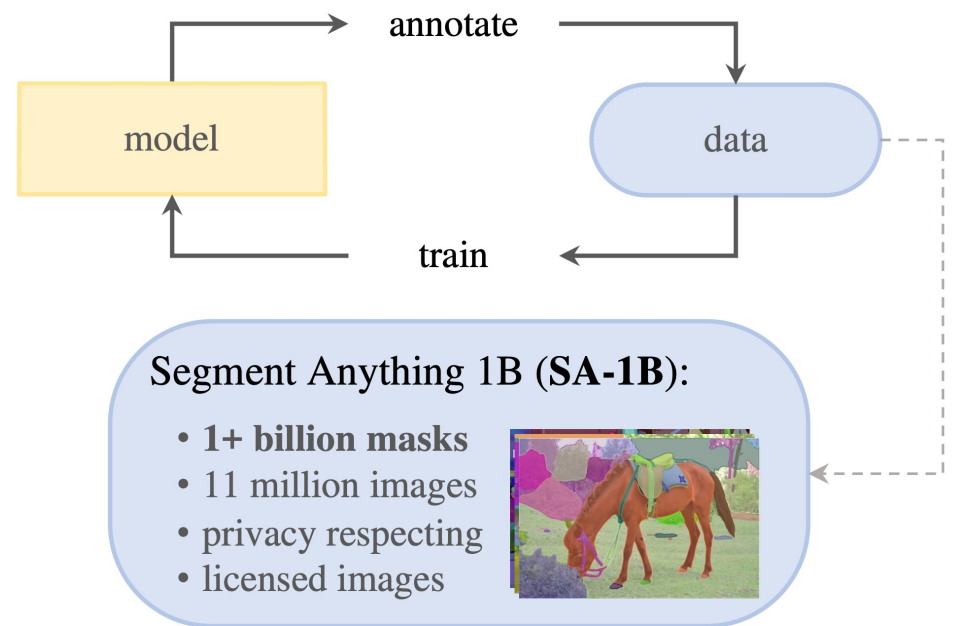 annotate
model
data
train
Segment Anything 1B (SA-1B):
• 1+ billion masks
• 11 million images
• privacy respecting
• licensed images